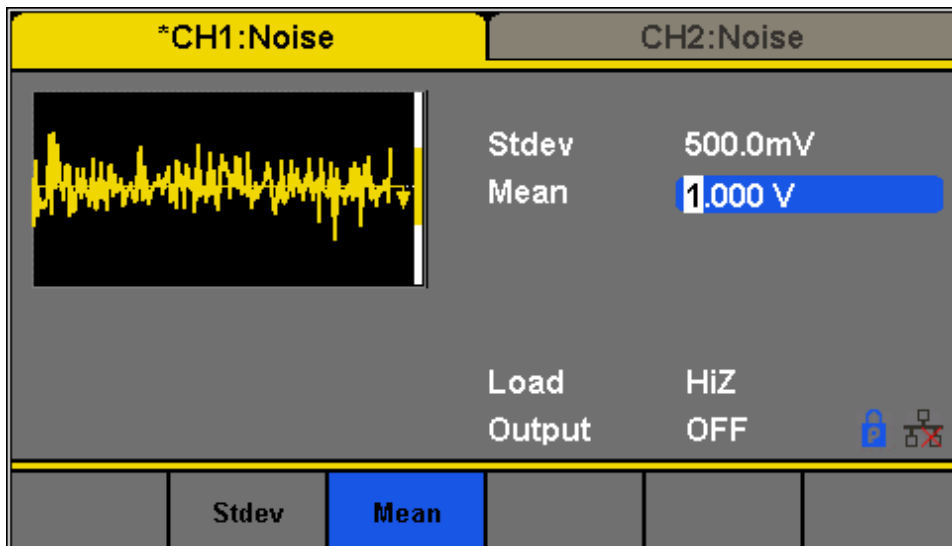 *CH1:Noise CH2:Noise
Stdev 500.0mV
Mean 1.000 V
Load HiZ
Output OFF
P
Stdev Mean